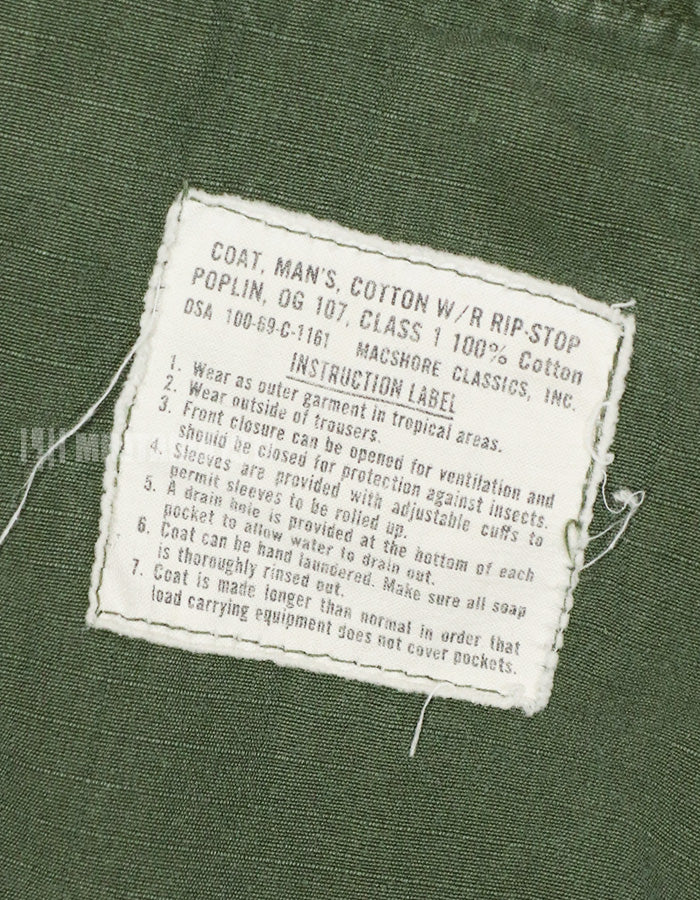 COAT, MAN'S, COTTON W/R RIP-STOP
POPLIN, OG 107, CLASS 1 100% Cotton
DSA 100-69-C-1161 MACSHORE CLASSICS, INC.
INSTRUCTION LABEL
1. Wear as outer garment in tropical areas.
2. Wear outside of trousers.
3. Front closure can be opened for ventilation and
should be closed for protection against insects.
4. Sleeves are provided with adjustable cuffs to
permit sleeves to be rolled up.
5. A drain hole is provided at the bottom of each
pocket to allow water to drain out.
6. Coat can be hand laundered. Make sure all soap
is thoroughly rinsed out.
7. Coat is made longer than normal in order that
load carrying equipment does not cover pockets.